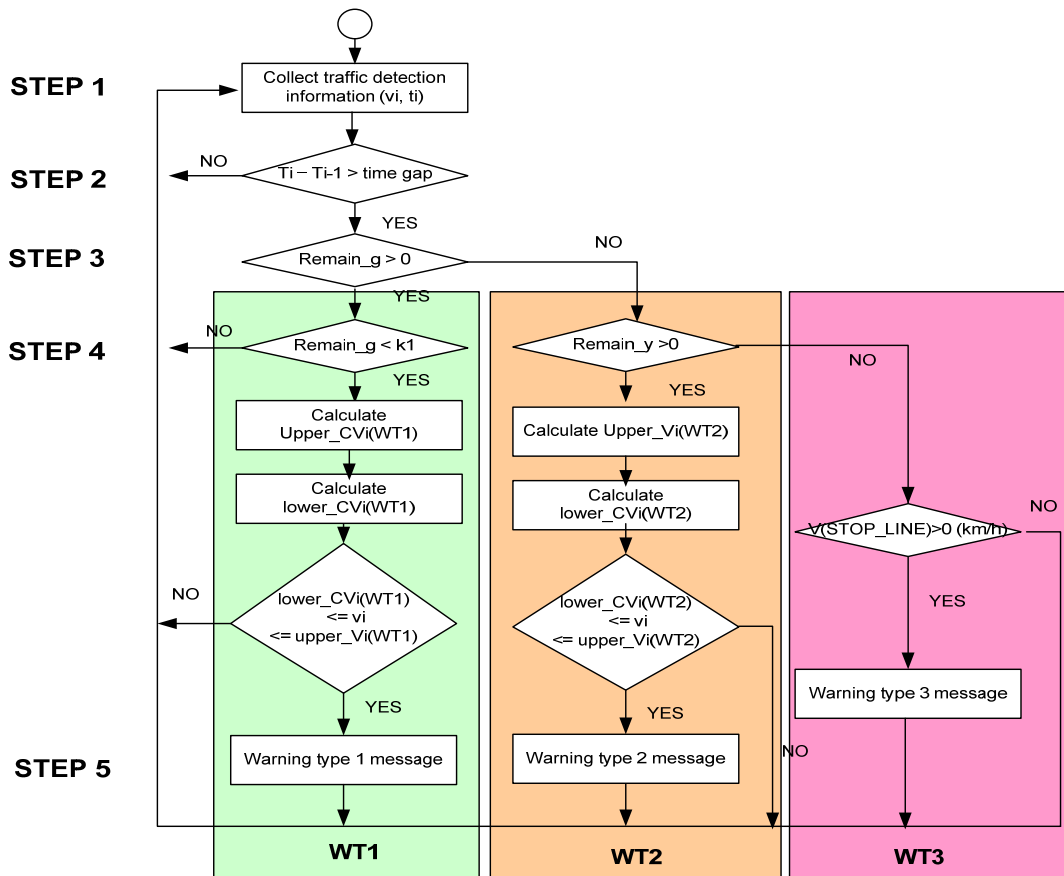 STEP 1
Collect traffic detection
information (vi, ti)
STEP 2
NO
Ti – Ti-1 > time gap
YES
STEP 3
Remain_g > 0
NO
YES
STEP 4
NO
Remain_g < k1
YES
Remain_y >0
NO
YES
Calculate
Upper_CVi(WT1)
Calculate Upper_Vi(WT2)
Calculate
lower_CVi(WT1)
Calculate
lower_CVi(WT2)
V(STOP_LINE)>0 (km/h)
NO
NO
lower_CVi(WT1)
<= vi
<= upper_Vi(WT1)
lower_CVi(WT2)
<= vi
<= upper_Vi(WT2)
YES
YES
YES
NO
Warning type 3 message
STEP 5
Warning type 1 message
Warning type 2 message
WT1
WT2
WT3